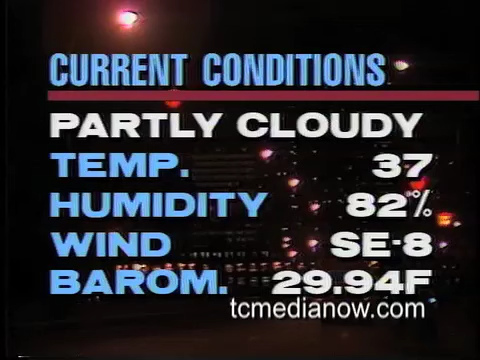 CURRENT CONDITIONS
PARTLY CLOUDY
TEMP. 37
HUMIDITY 82%
WIND SE-8
BAROM. 29.94F
tcmedianow.com